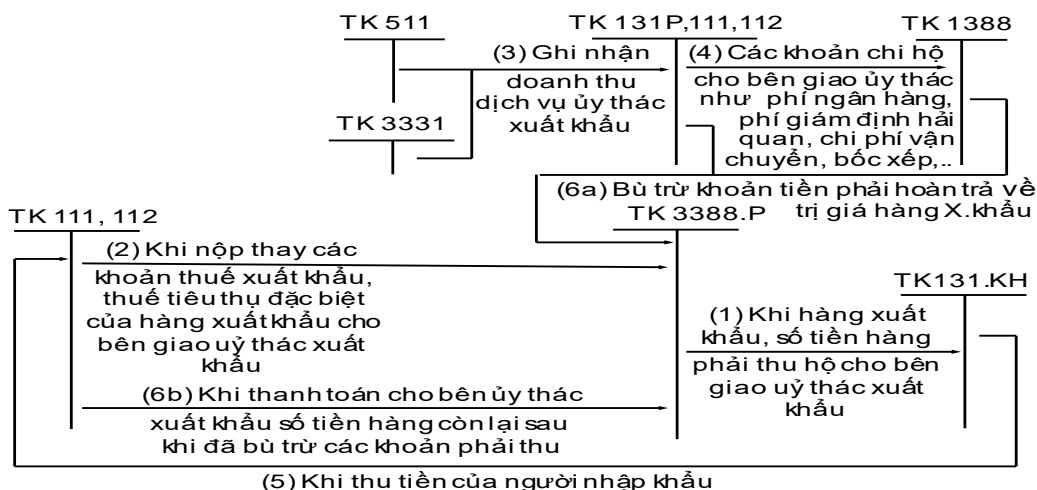 TK 511
TK 131P,111,112
TK 1388
(3) Ghi nhận
doanh thu
dịch vụ ủy thác
xuất khẩu
(4) Các khoản chi hộ
cho bên giao ủy thác
như phí ngân hàng,
phí giám định hải
quan, chi phí vận
chuyển, bốc xếp,..
TK 3331
(6a) Bù trừ khoản tiền phải hoàn trả về
trị giá hàng X.khẩu
TK 3388.P
TK 111, 112
(2) Khi nộp thay các
khoản thuế xuất khẩu,
thuế tiêu thụ đặc biệt
của hàng xuất khẩu cho
bên giao uỷ thác xuất
khẩu
TK131.KH
(1) Khi hàng xuất
khẩu, số tiền hàng
phải thu hộ cho bên
giao uỷ thác xuất
khẩu
(6b) Khi thanh toán cho bên ủy thác
xuất khẩu số tiền hàng còn lại sau
khi đã bù trừ các khoản phải thu
(5) Khi thu tiền của người nhập khẩu